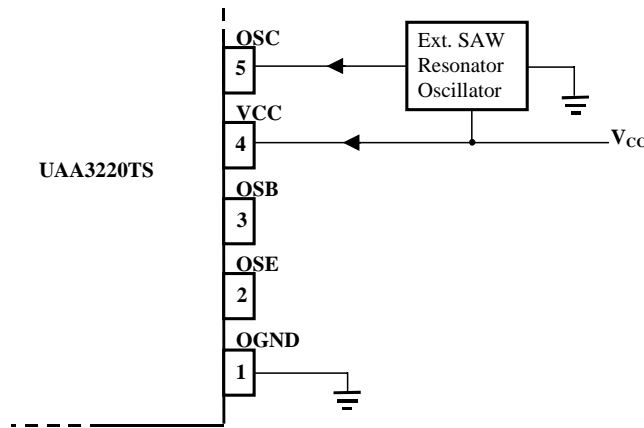 OSC
5
Ext. SAW
Resonator
Oscillator
VCC
4
VCC
UAA3220TS
OSB
3
OSE
2
OGND
1